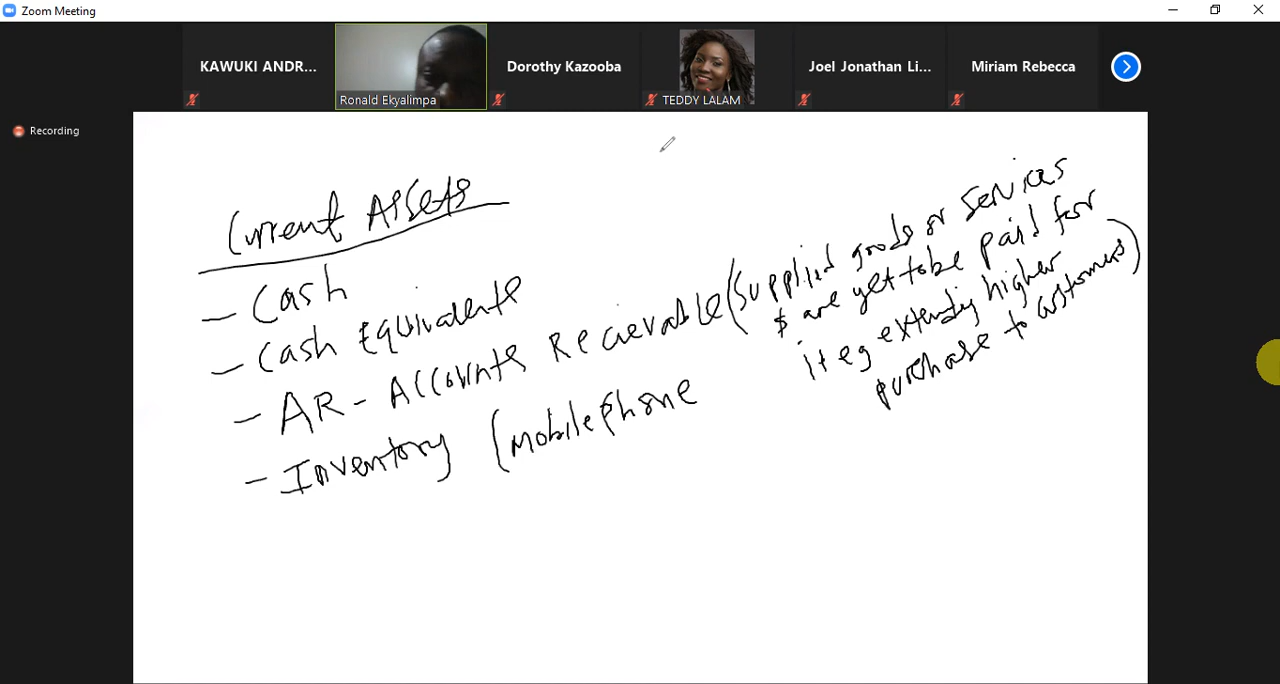 Zoom Meeting
KAWUKI ANDR...
Ronald Ekyalimpa
Dorothy Kazooba
TEDDY LALAM
Joel Jonathan Li...
Miriam Rebecca
Recording
Current Assets
- Cash
- Cash Equivalents
- AR - Accounts Recievable (Supplied goods or services
$ are yet to be paid for
it eg extending higher
purchase to customers)
- Inventory (mobile phone